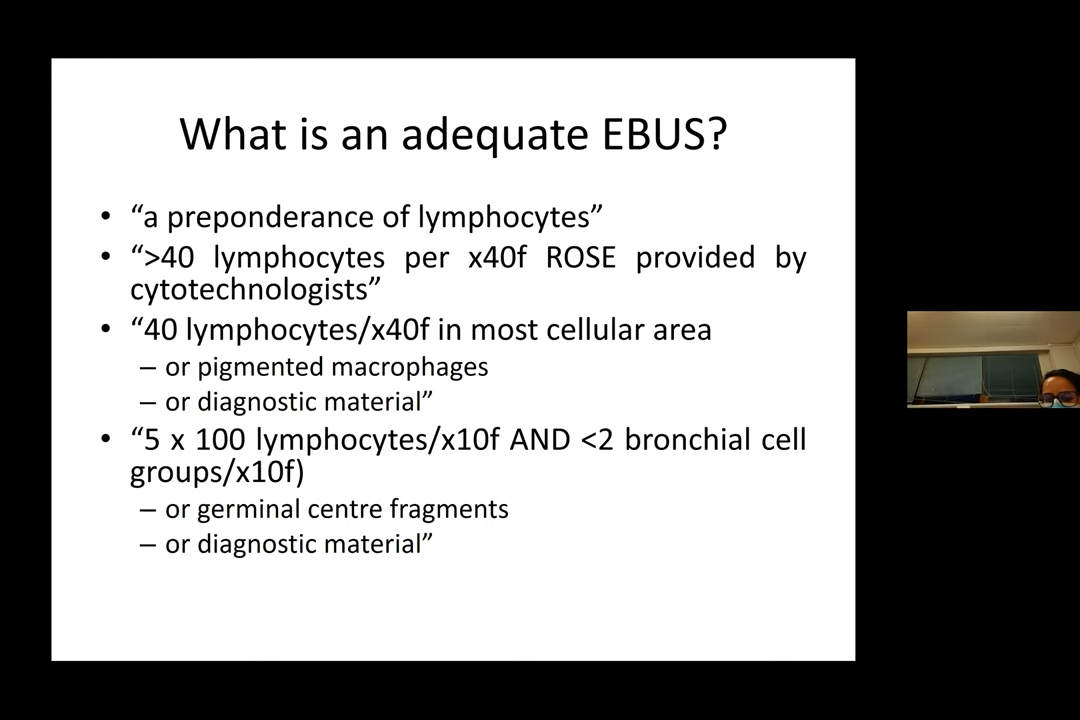 What is an adequate EBUS?
• “a preponderance of lymphocytes”
• “>40 lymphocytes per x40f ROSE provided by
cytotechnologists”
• “40 lymphocytes/x40f in most cellular area
– or pigmented macrophages
– or diagnostic material”
• “5 x 100 lymphocytes/x10f AND <2 bronchial cell
groups/x10f)
– or germinal centre fragments
– or diagnostic material”